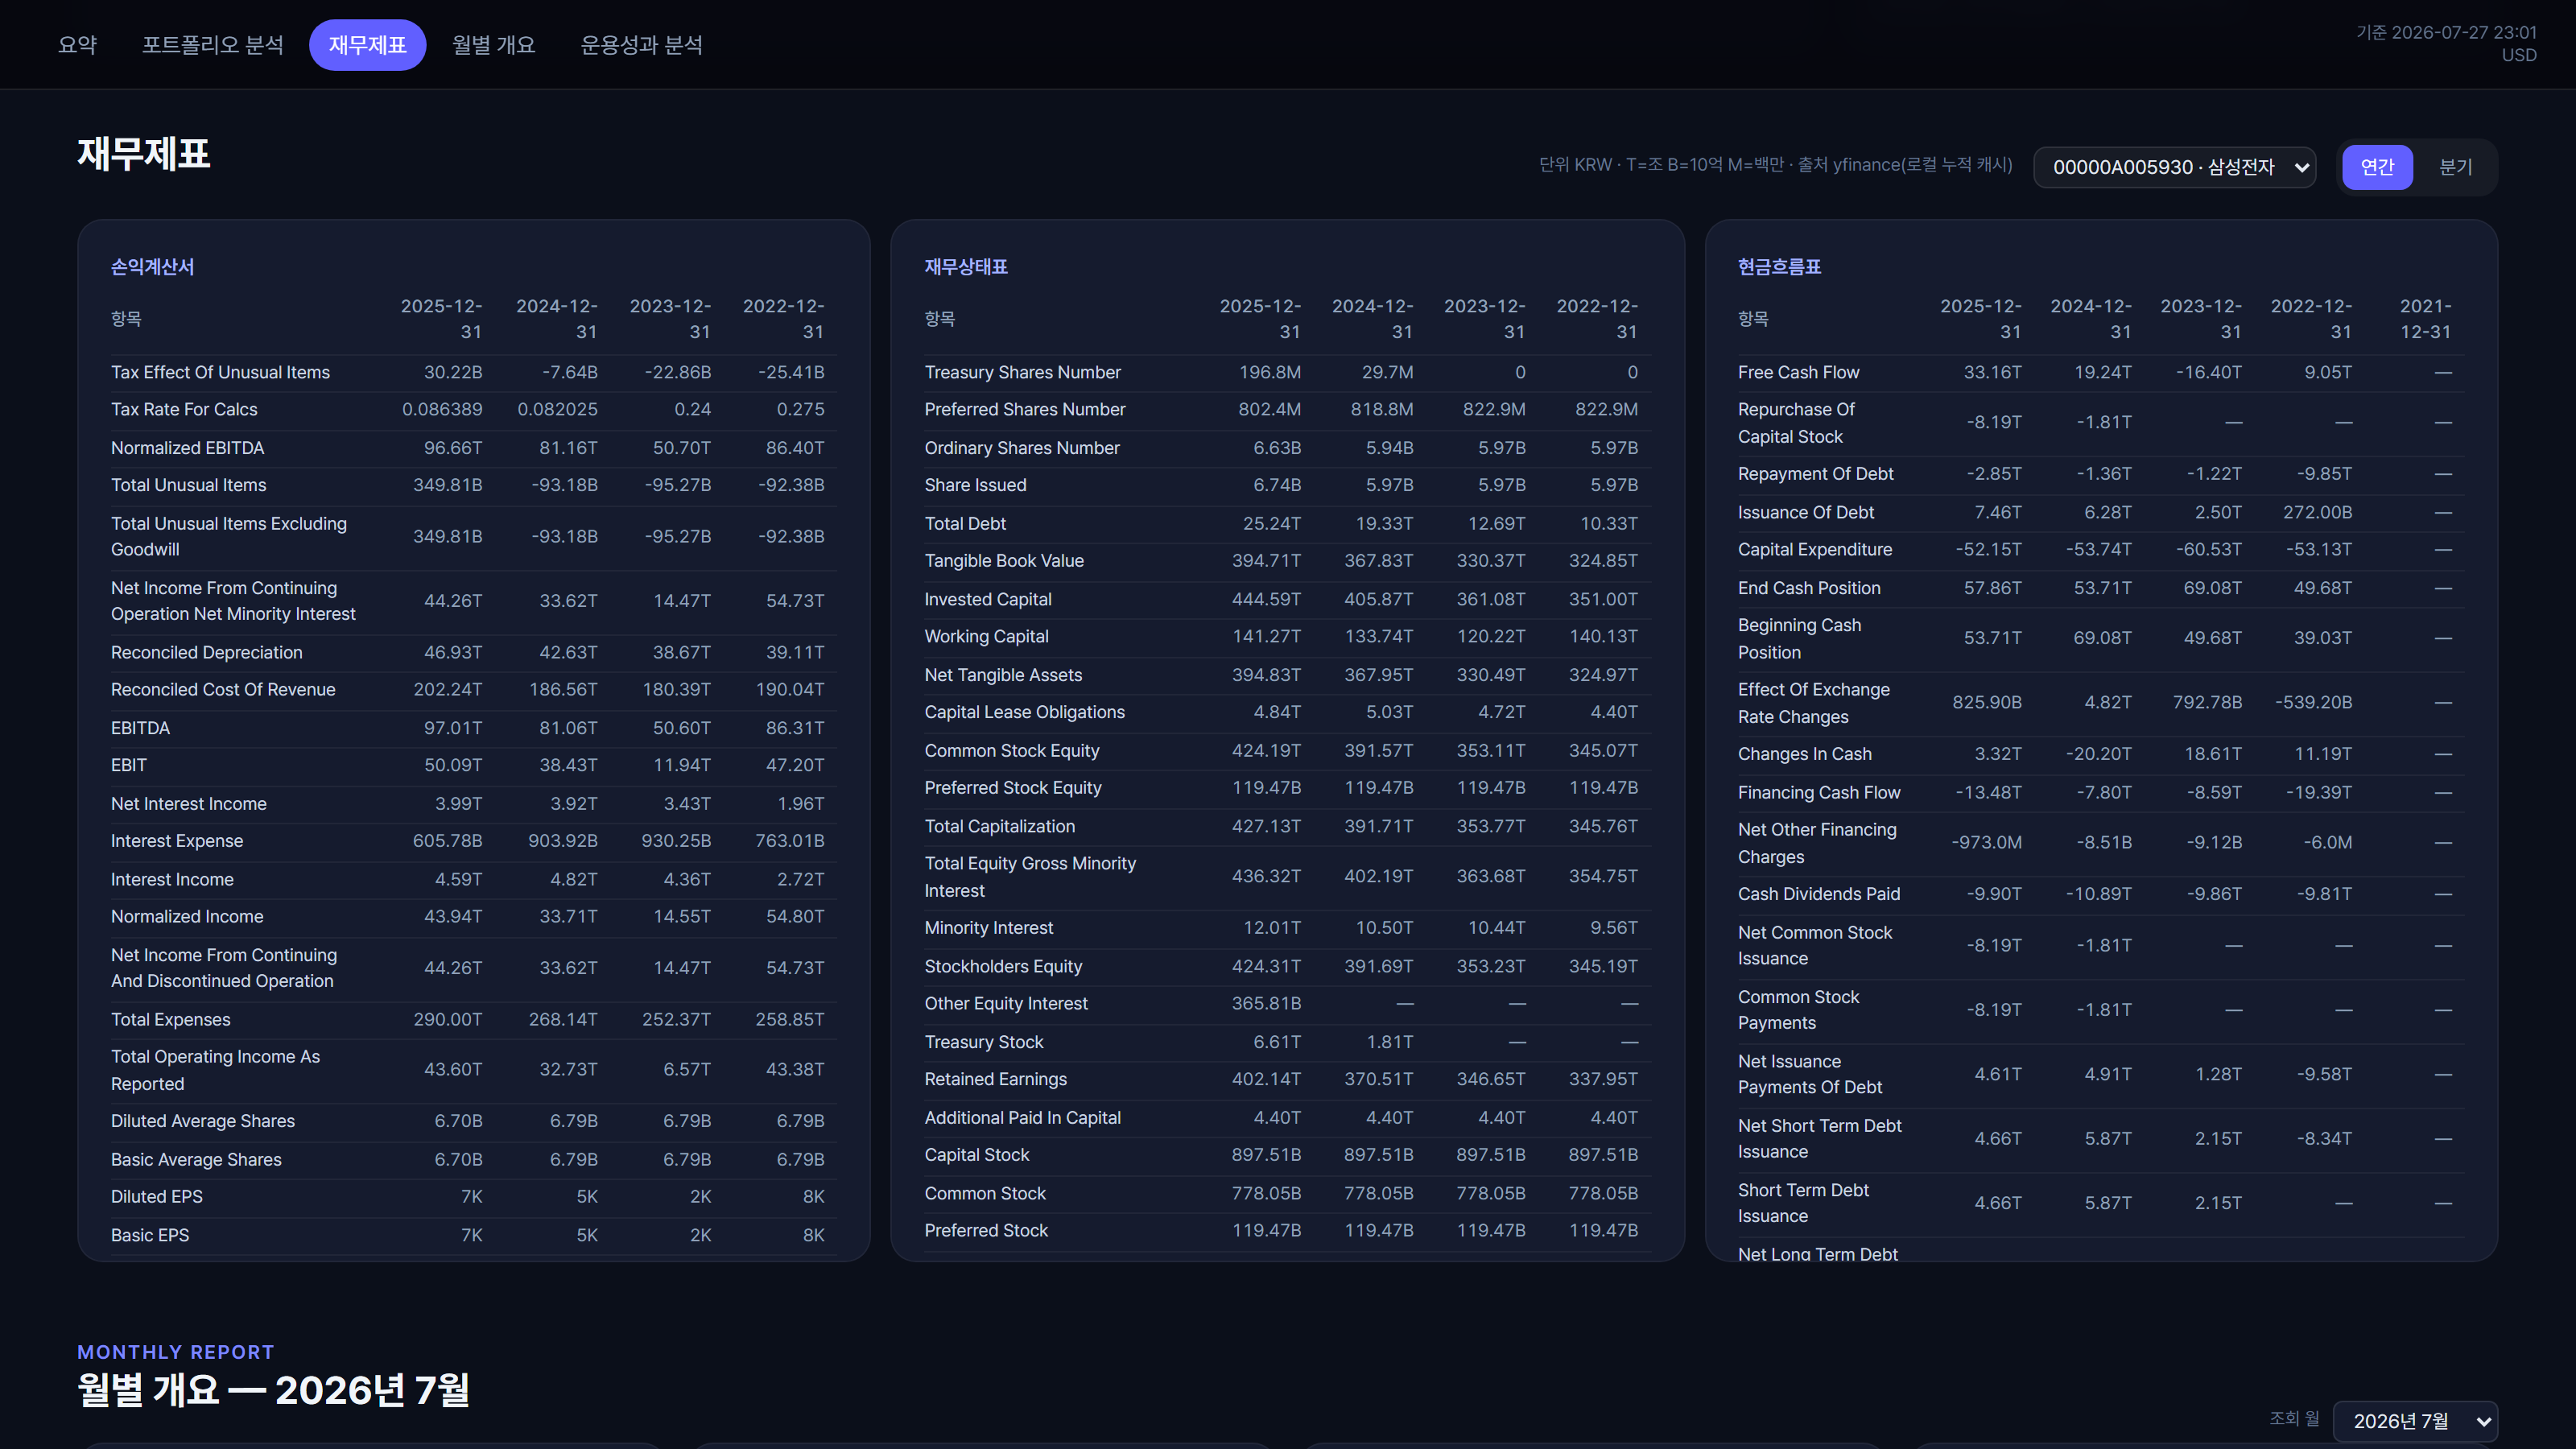 요약 포트폴리오 분석 재무제표 월별 개요 운용성과 분석 기준 2026-07-27 23:01
USD
재무제표
단위 KRW · T=조 B=10억 M=백만 · 출처 yfinance(로컬 누적 캐시) 00000A005930 · 삼성전자 연간 분기
손익계산서
항목 2025-12-31 2024-12-31 2023-12-31 2022-12-31
Tax Effect Of Unusual Items 30.22B -7.64B -22.86B -25.41B
Tax Rate For Calcs 0.086389 0.082025 0.24 0.275
Normalized EBITDA 96.66T 81.16T 50.70T 86.40T
Total Unusual Items 349.81B -93.18B -95.27B -92.38B
Total Unusual Items Excluding Goodwill 349.81B -93.18B -95.27B -92.38B
Net Income From Continuing Operation Net Minority Interest 44.26T 33.62T 14.47T 54.73T
Reconciled Depreciation 46.93T 42.63T 38.67T 39.11T
Reconciled Cost Of Revenue 202.24T 186.56T 180.39T 190.04T
EBITDA 97.01T 81.06T 50.60T 86.31T
EBIT 50.09T 38.43T 11.94T 47.20T
Net Interest Income 3.99T 3.92T 3.43T 1.96T
Interest Expense 605.78B 903.92B 930.25B 763.01B
Interest Income 4.59T 4.82T 4.36T 2.72T
Normalized Income 43.94T 33.71T 14.55T 54.80T
Net Income From Continuing And Discontinued Operation 44.26T 33.62T 14.47T 54.73T
Total Expenses 290.00T 268.14T 252.37T 258.85T
Total Operating Income As Reported 43.60T 32.73T 6.57T 43.38T
Diluted Average Shares 6.70B 6.79B 6.79B 6.79B
Basic Average Shares 6.70B 6.79B 6.79B 6.79B
Diluted EPS 7K 5K 2K 8K
Basic EPS 7K 5K 2K 8K
재무상태표
항목 2025-12-31 2024-12-31 2023-12-31 2022-12-31
Treasury Shares Number 196.8M 29.7M 0 0
Preferred Shares Number 802.4M 818.8M 822.9M 822.9M
Ordinary Shares Number 6.63B 5.94B 5.97B 5.97B
Share Issued 6.74B 5.97B 5.97B 5.97B
Total Debt 25.24T 19.33T 12.69T 10.33T
Tangible Book Value 394.71T 367.83T 330.37T 324.85T
Invested Capital 444.59T 405.87T 361.08T 351.00T
Working Capital 141.27T 133.74T 120.22T 140.13T
Net Tangible Assets 394.83T 367.95T 330.49T 324.97T
Capital Lease Obligations 4.84T 5.03T 4.72T 4.40T
Common Stock Equity 424.19T 391.57T 353.11T 345.07T
Preferred Stock Equity 119.47B 119.47B 119.47B 119.47B
Total Capitalization 427.13T 391.71T 353.77T 345.76T
Total Equity Gross Minority Interest 436.32T 402.19T 363.68T 354.75T
Minority Interest 12.01T 10.50T 10.44T 9.56T
Stockholders Equity 424.31T 391.69T 353.23T 345.19T
Other Equity Interest 365.81B — — —
Treasury Stock 6.61T 1.81T — —
Retained Earnings 402.14T 370.51T 346.65T 337.95T
Additional Paid In Capital 4.40T 4.40T 4.40T 4.40T
Capital Stock 897.51B 897.51B 897.51B 897.51B
Common Stock 778.05B 778.05B 778.05B 778.05B
Preferred Stock 119.47B 119.47B 119.47B 119.47B
현금흐름표
항목 2025-12-31 2024-12-31 2023-12-31 2022-12-31 2021-12-31
Free Cash Flow 33.16T 19.24T -16.40T 9.05T —
Repurchase Of Capital Stock -8.19T -1.81T — — —
Repayment Of Debt -2.85T -1.36T -1.22T -9.85T —
Issuance Of Debt 7.46T 6.28T 2.50T 272.00B —
Capital Expenditure -52.15T -53.74T -60.53T -53.13T —
End Cash Position 57.86T 53.71T 69.08T 49.68T —
Beginning Cash Position 53.71T 69.08T 49.68T 39.03T —
Effect Of Exchange Rate Changes 825.90B 4.82T 792.78B -539.20B —
Changes In Cash 3.32T -20.20T 18.61T 11.19T —
Financing Cash Flow -13.48T -7.80T -8.59T -19.39T —
Net Other Financing Charges -973.0M -8.51B -9.12B -6.0M —
Cash Dividends Paid -9.90T -10.89T -9.86T -9.81T —
Net Common Stock Issuance -8.19T -1.81T — — —
Common Stock Payments -8.19T -1.81T — — —
Net Issuance Payments Of Debt 4.61T 4.91T 1.28T -9.58T —
Net Short Term Debt Issuance 4.66T 5.87T 2.15T -8.34T —
Short Term Debt Issuance 4.66T 5.87T 2.15T — —
Net Long Term Debt
MONTHLY REPORT
월별 개요 — 2026년 7월
조회 월 2026년 7월